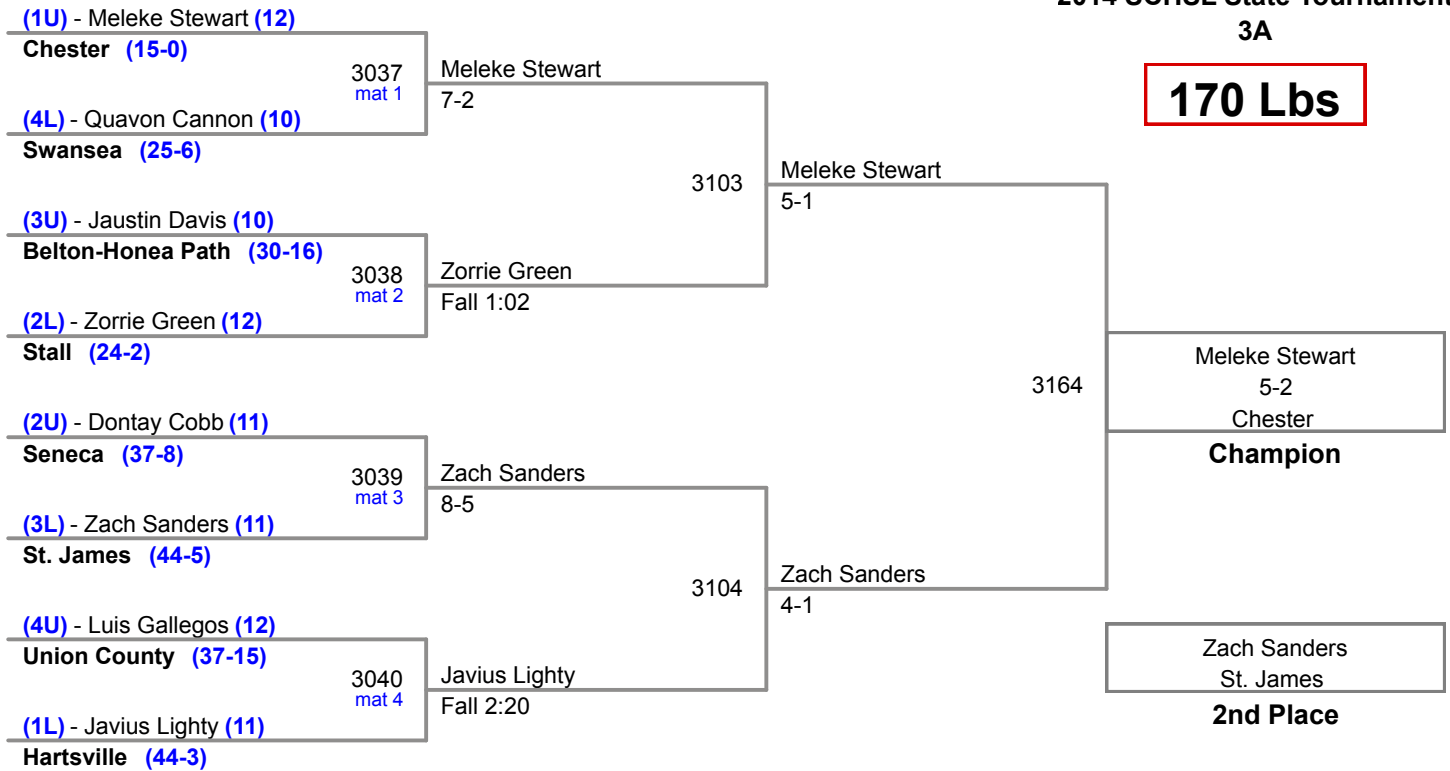 2014 SCHSL State Tournament
3A
170 Lbs
(1U) - Meleke Stewart (12)
Chester (15-0)
3037
mat 1
Meleke Stewart
7-2
(4L) - Quavon Cannon (10)
Swansea (25-6)
3103
Meleke Stewart
5-1
(3U) - Jaustin Davis (10)
Belton-Honea Path (30-16)
3038
mat 2
Zorrie Green
Fall 1:02
(2L) - Zorrie Green (12)
Stall (24-2)
3164
Meleke Stewart
5-2
Chester
Champion
(2U) - Dontay Cobb (11)
Seneca (37-8)
3039
mat 3
Zach Sanders
8-5
(3L) - Zach Sanders (11)
St. James (44-5)
3104
Zach Sanders
4-1
(4U) - Luis Gallegos (12)
Union County (37-15)
3040
mat 4
Javius Lighty
Fall 2:20
(1L) - Javius Lighty (11)
Hartsville (44-3)
Zach Sanders
St. James
2nd Place